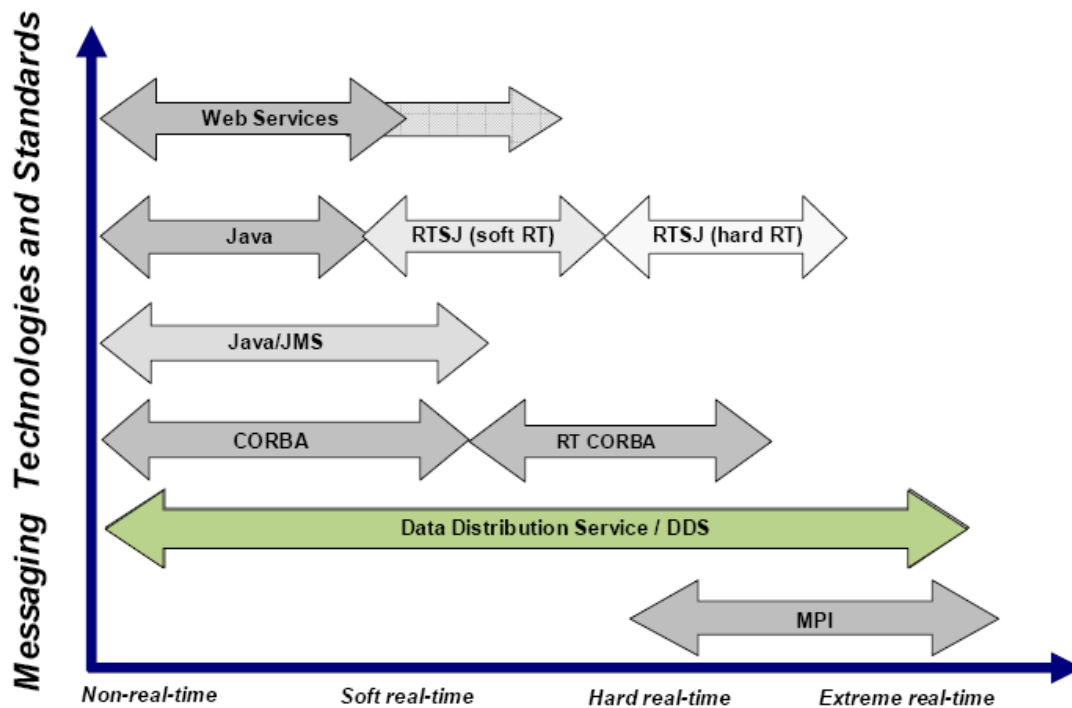 Messaging Technologies and Standards
Web Services
Java
RTSJ (soft RT)
RTSJ (hard RT)
Java/JMS
CORBA
RT CORBA
Data Distribution Service / DDS
MPI
Non-real-time
Soft real-time
Hard real-time
Extreme real-time